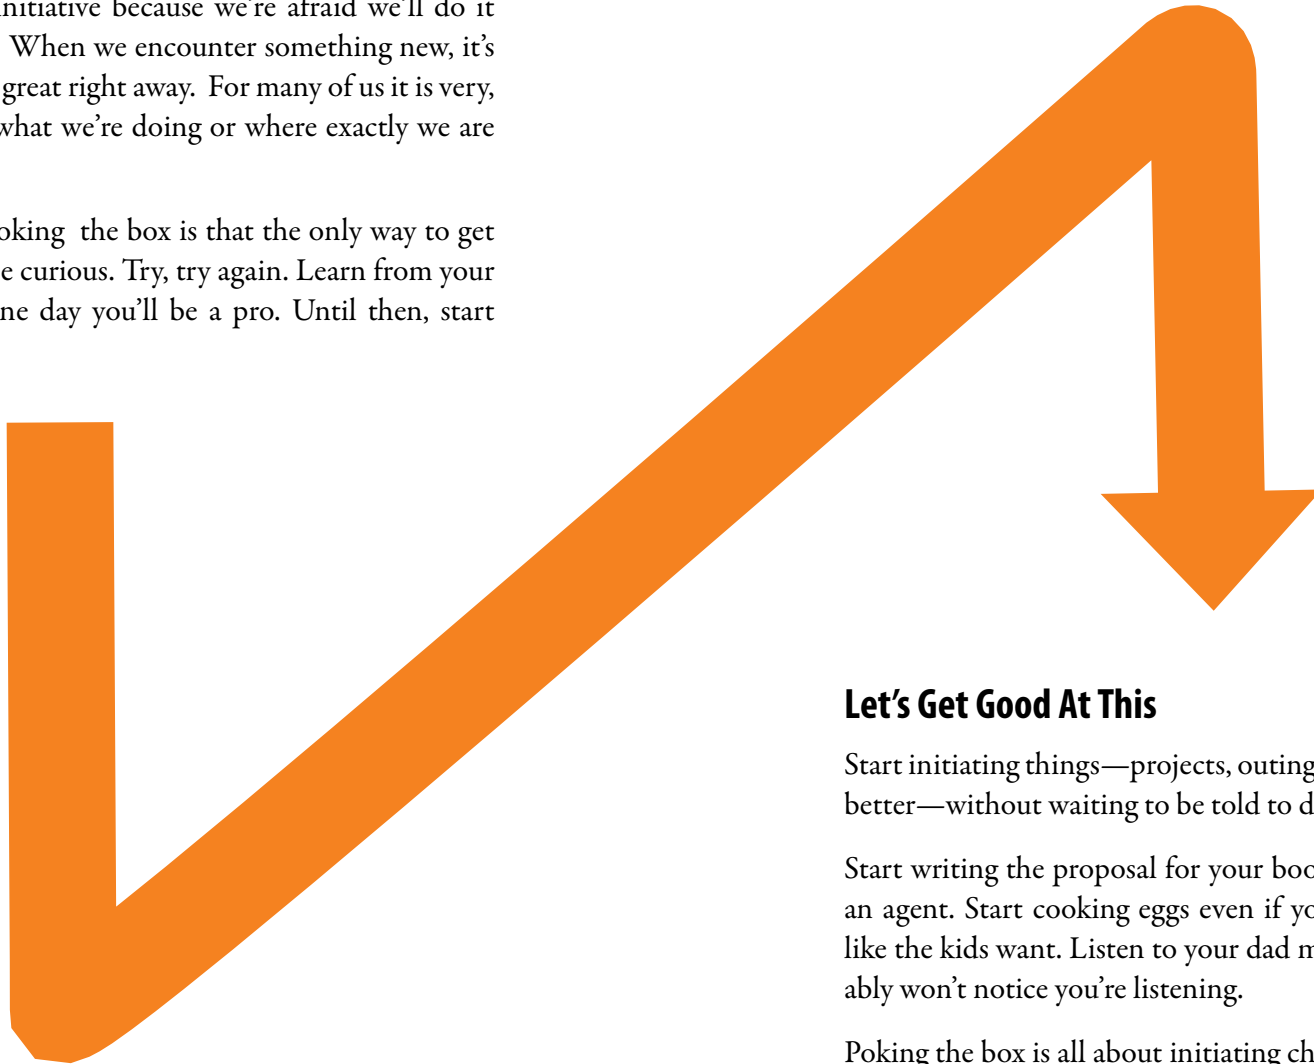 initiative because we're afraid we'll do it
When we encounter something new, it's
great right away. For many of us it is very,
what we're doing or where exactly we are
oking the box is that the only way to get
e curious. Try, try again. Learn from your
ne day you'll be a pro. Until then, start
Let's Get Good At This
Start initiating things—projects, outing
better—without waiting to be told to d
Start writing the proposal for your boo
an agent. Start cooking eggs even if yo
like the kids want. Listen to your dad m
ably won't notice you're listening.
Poking the box is all about initiating ch